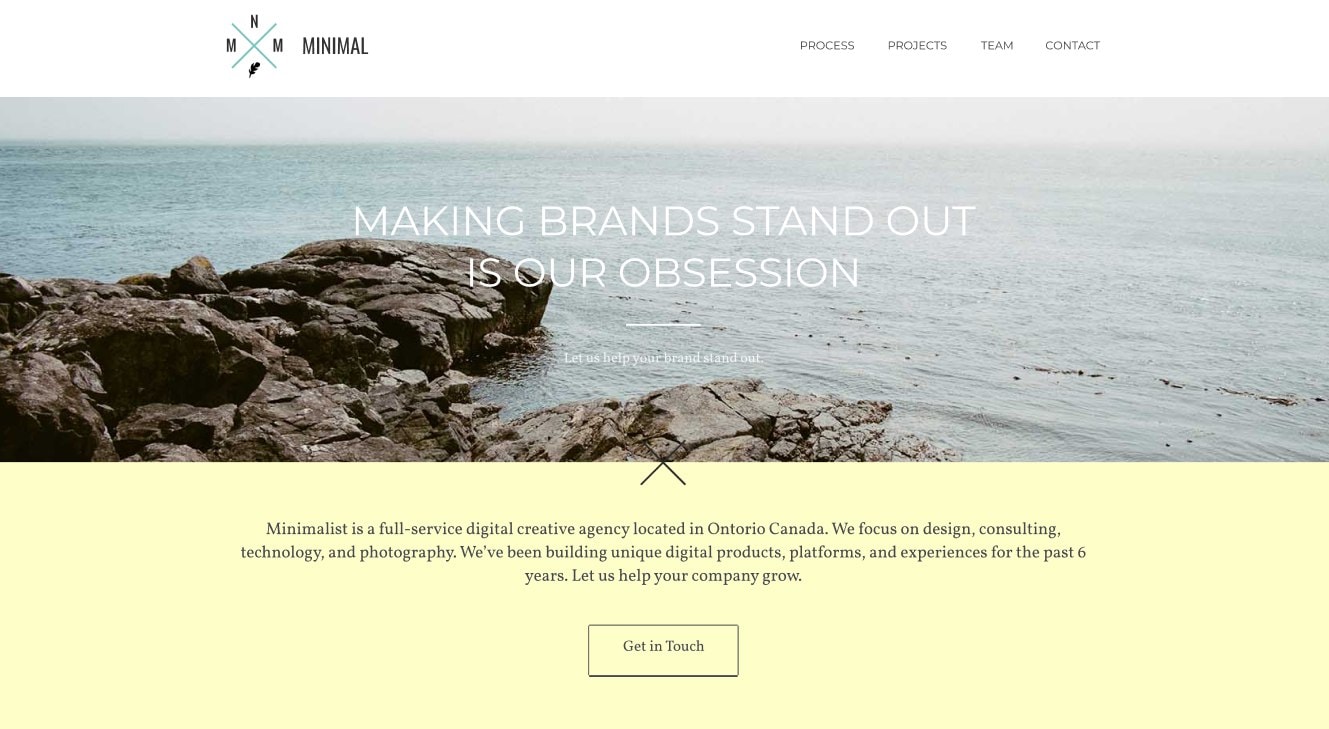 N
M M
MINIMAL
PROCESS PROJECTS TEAM CONTACT
MAKING BRANDS STAND OUT
IS OUR OBSESSION
Let us help your brand stand out.
Minimalist is a full-service digital creative agency located in Ontorio Canada. We focus on design, consulting,
technology, and photography. We’ve been building unique digital products, platforms, and experiences for the past 6
years. Let us help your company grow.
Get in Touch